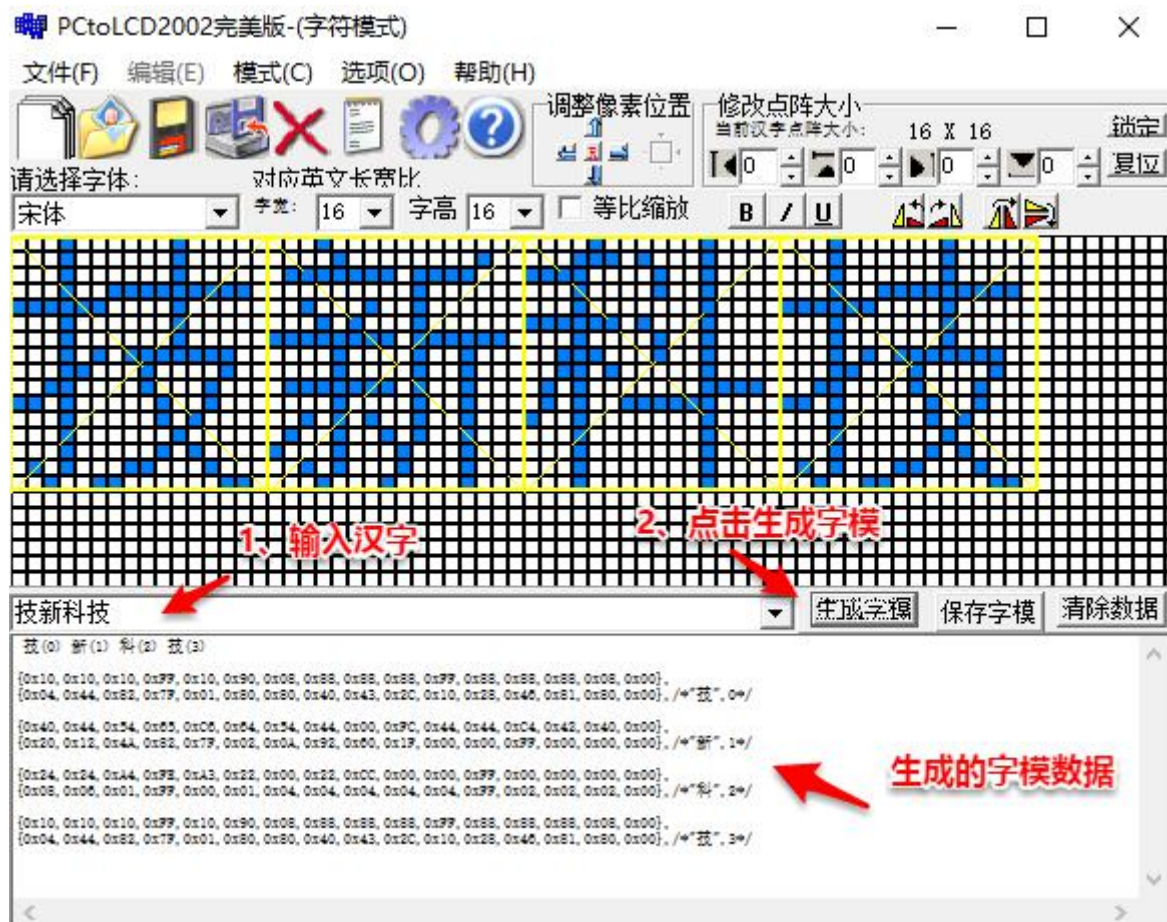 PCtoLCD2002完美版-(字符模式)
文件(F) 编辑(E) 模式(C) 选项(O) 帮助(H)
调整像素位置 修改点阵大小
当前汉字点阵大小: 16 X 16 锁定
0 0 0 0 复位
请选择字体: 对应英文长宽比
宋体 字宽: 16 字高 16 等比缩放 B / U
1、输入汉字 2、点击生成字模
技新科技 生成字模 保存字模 清除数据
技(0) 新(1) 科(2) 技(3)
{0x10,0x10,0x10,0xFF,0x10,0x90,0x08,0x88,0x88,0x88,0xFF,0x88,0x88,0x88,0x08,0x00},
{0x04,0x44,0x82,0x7F,0x01,0x80,0x80,0x40,0x43,0x2C,0x10,0x28,0x46,0x81,0x80,0x00},/*"技",0*/
{0x40,0x44,0x54,0x65,0xC6,0x64,0x54,0x44,0x00,0xFC,0x44,0x44,0xC4,0x42,0x40,0x00},
{0x20,0x12,0x4A,0x82,0x7F,0x02,0x0A,0x92,0x60,0x1F,0x00,0x00,0xFF,0x00,0x00,0x00},/*"新",1*/
{0x24,0x24,0xA4,0xFE,0xA3,0x22,0x00,0x22,0xCC,0x00,0x00,0xFF,0x00,0x00,0x00,0x00},
{0x08,0x06,0x01,0xFF,0x00,0x01,0x04,0x04,0x04,0x04,0x04,0xFF,0x02,0x02,0x02,0x00},/*"科",2*/
生成的字模数据
{0x10,0x10,0x10,0xFF,0x10,0x90,0x08,0x88,0x88,0x88,0xFF,0x88,0x88,0x88,0x08,0x00},
{0x04,0x44,0x82,0x7F,0x01,0x80,0x80,0x40,0x43,0x2C,0x10,0x28,0x46,0x81,0x80,0x00},/*"技",3*/